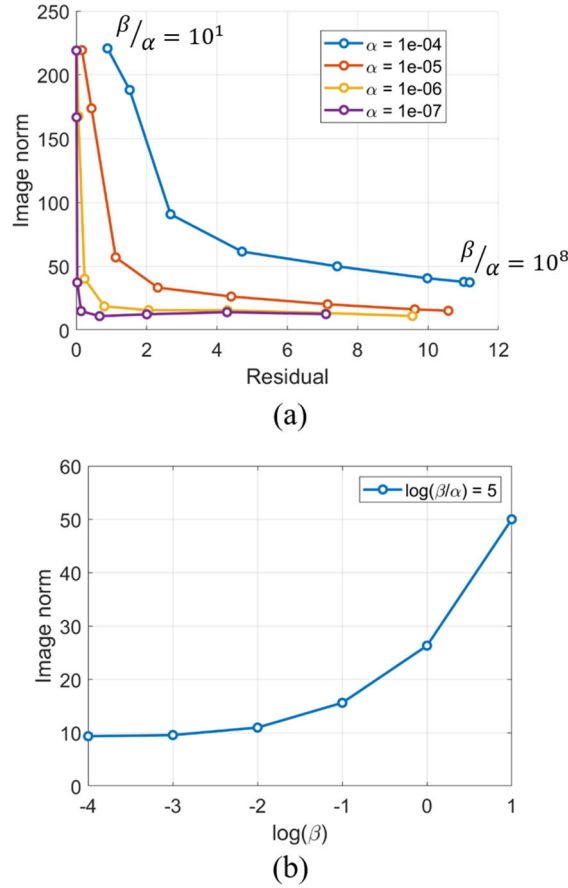 β/α = 10¹
250
200
150
100
50
0
Image norm
α = 1e-04
α = 1e-05
α = 1e-06
α = 1e-07
β/α = 10⁸
0 2 4 6 8 10 12
Residual
(a)
60
50
40
30
20
10
0
Image norm
log(β/α) = 5
-4 -3 -2 -1 0 1
log(β)
(b)